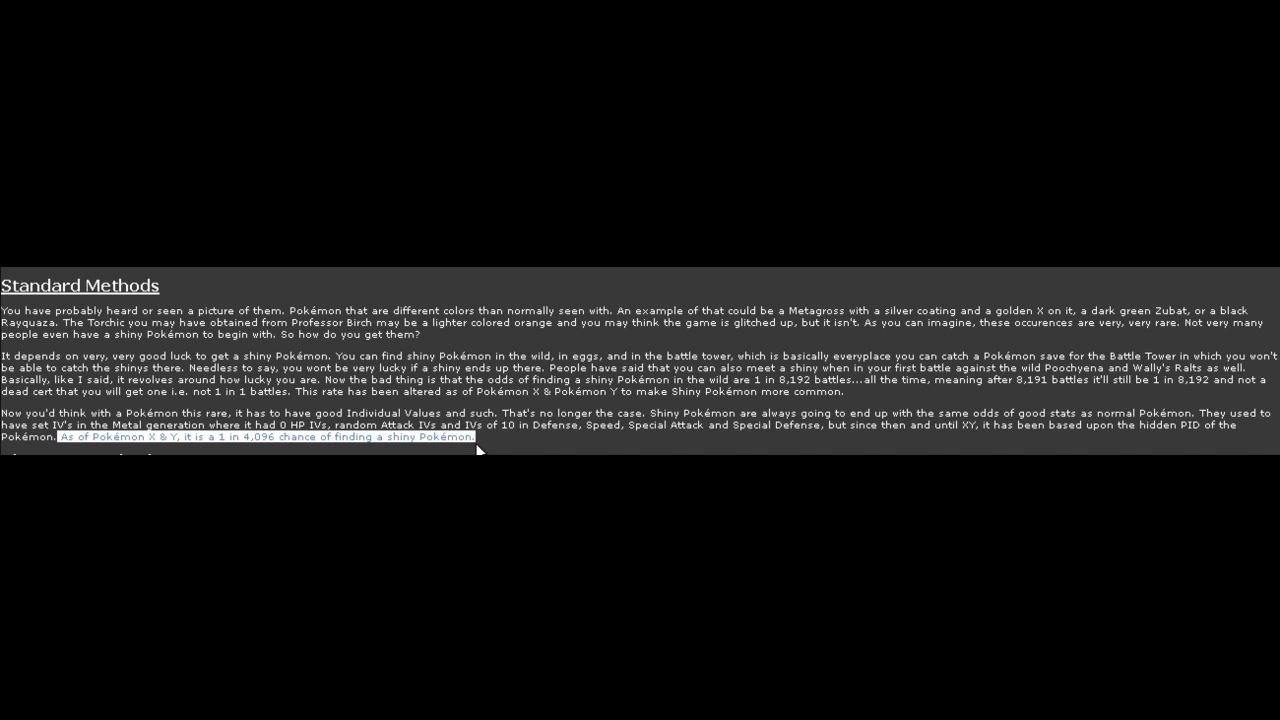 Standard Methods
You have probably heard or seen a picture of them. Pokémon that are different colors than normally seen with. An example of that could be a Metagross with a silver coating and a golden X on it, a dark green Zubat, or a black
Rayquaza. The Torchic you may have obtained from Professor Birch may be a lighter colored orange and you may think the game is glitched up, but it isn't. As you can imagine, these occurences are very, very rare. Not very many
people even have a shiny Pokémon to begin with. So how do you get them?
It depends on very, very good luck to get a shiny Pokémon. You can find shiny Pokémon in the wild, in eggs, and in the battle tower, which is basically everyplace you can catch a Pokémon save for the Battle Tower in which you won't
be able to catch the shinys there. Needless to say, you wont be very lucky if a shiny ends up there. People have said that you can also meet a shiny when in your first battle against the wild Poochyena and Wally's Ralts as well.
Basically, like I said, it revolves around how lucky you are. Now the bad thing is that the odds of finding a shiny Pokémon in the wild are 1 in 8,192 battles...all the time, meaning after 8,191 battles it'll still be 1 in 8,192 and not a
dead cert that you will get one i.e. not 1 in 1 battles. This rate has been altered as of Pokémon X & Pokémon Y to make Shiny Pokémon more common.
Now you'd think with a Pokémon this rare, it has to have good Individual Values and such. That's no longer the case. Shiny Pokémon are always going to end up with the same odds of good stats as normal Pokémon. They used to
have set IV's in the Metal generation where it had 0 HP IVs, random Attack IVs and IVs of 10 in Defense, Speed, Special Attack and Special Defense, but since then and until XY, it has been based upon the hidden PID of the
Pokémon. As of Pokémon X & Y, it is a 1 in 4,096 chance of finding a shiny Pokémon.